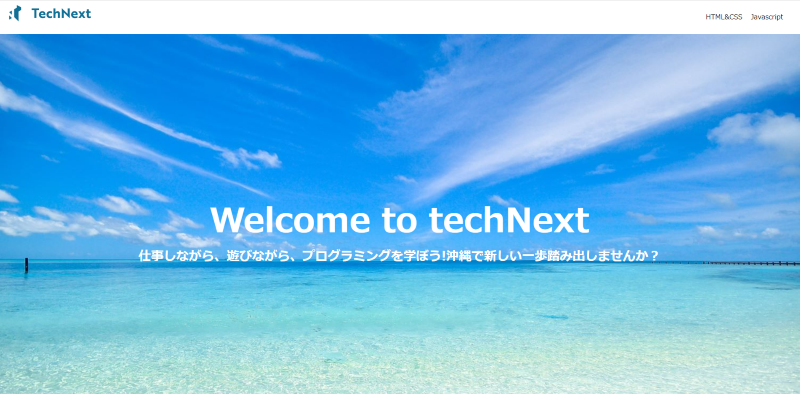 TechNext
HTML&CSS Javascript
Welcome to techNext
仕事しながら、遊びながら、プログラミングを学ぼう!沖縄で新しい一歩踏み出しませんか？